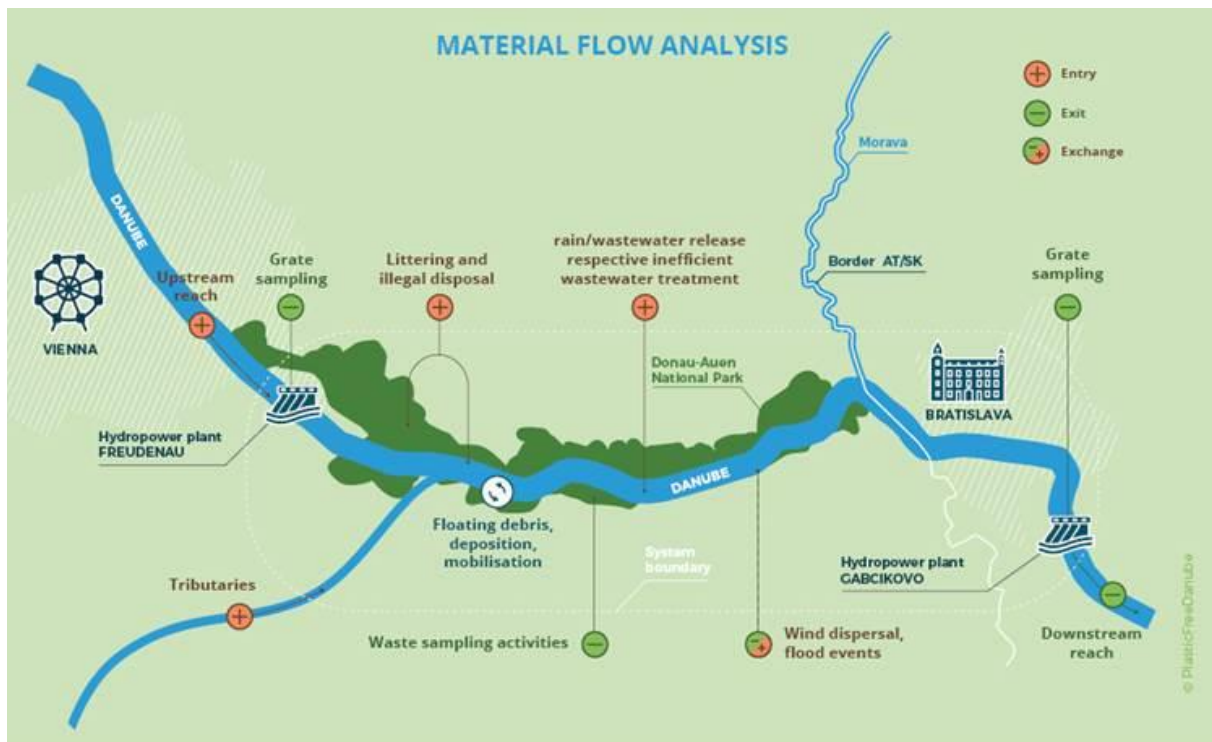 MATERIAL FLOW ANALYSIS
Entry
Exit
Exchange
Morava
DANUBE
Upstream
reach
Grate
sampling
Littering and
illegal disposal
rain/wastewater release
respective inefficient
wastewater treatment
Border AT/SK
Grate
sampling
VIENNA
Donau-Auen
National Park
BRATISLAVA
Hydropower plant
FREUDENAU
DANUBE
Floating debris,
deposition,
mobilisation
System
boundary
Hydropower plant
GABCIKOVO
Tributaries
Waste sampling activities
Wind dispersal,
flood events
Downstream
reach
© PlasticFreeDanube